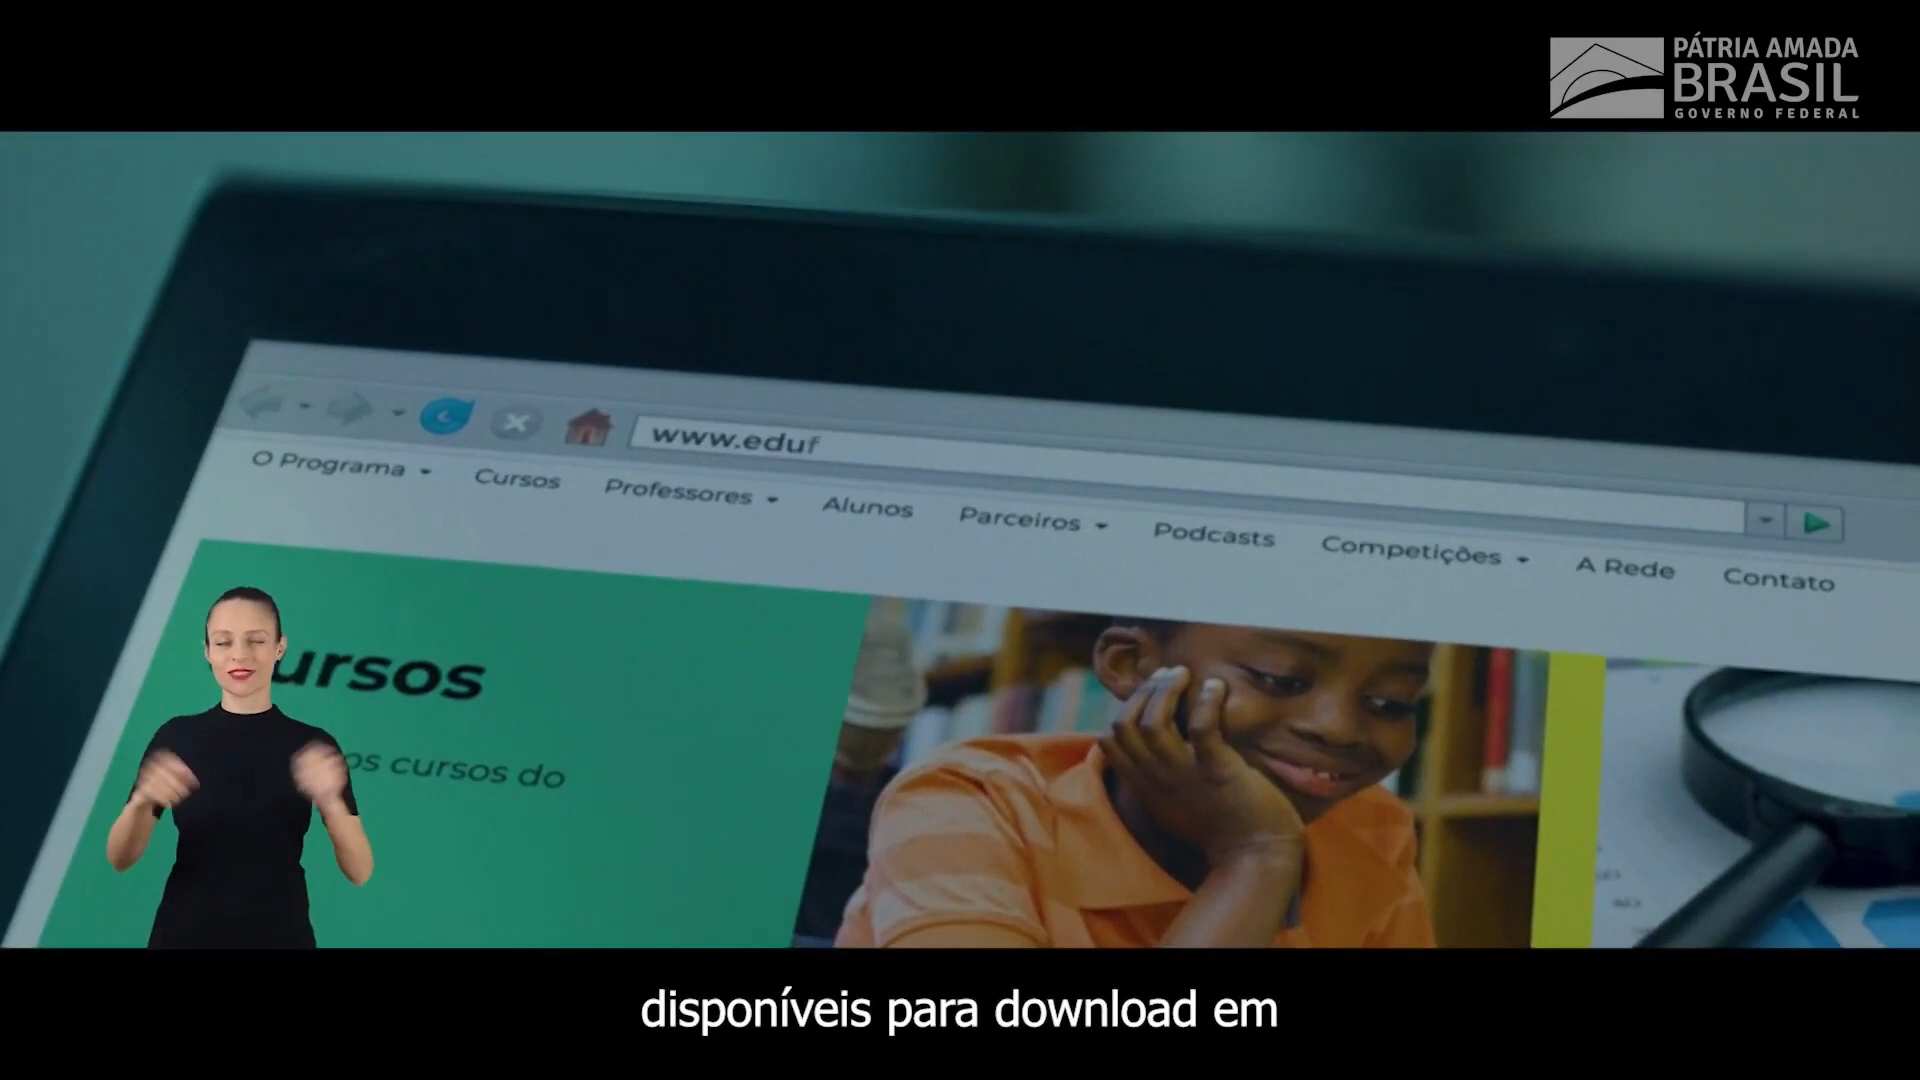 PÁTRIA AMADA
BRASIL
GOVERNO FEDERAL
www.eduf
O Programa
Cursos
Professores
Alunos
Parceiros
Podcasts
Competições
A Rede
Contato
ursos
os cursos do
disponíveis para download em